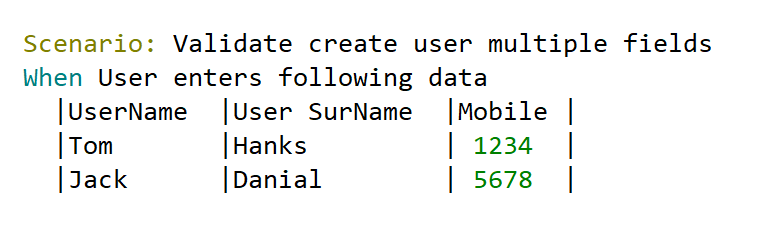 Scenario: Validate create user multiple fields
When User enters following data
|UserName |User SurName |Mobile |
|Tom |Hanks | 1234 |
|Jack |Danial | 5678 |